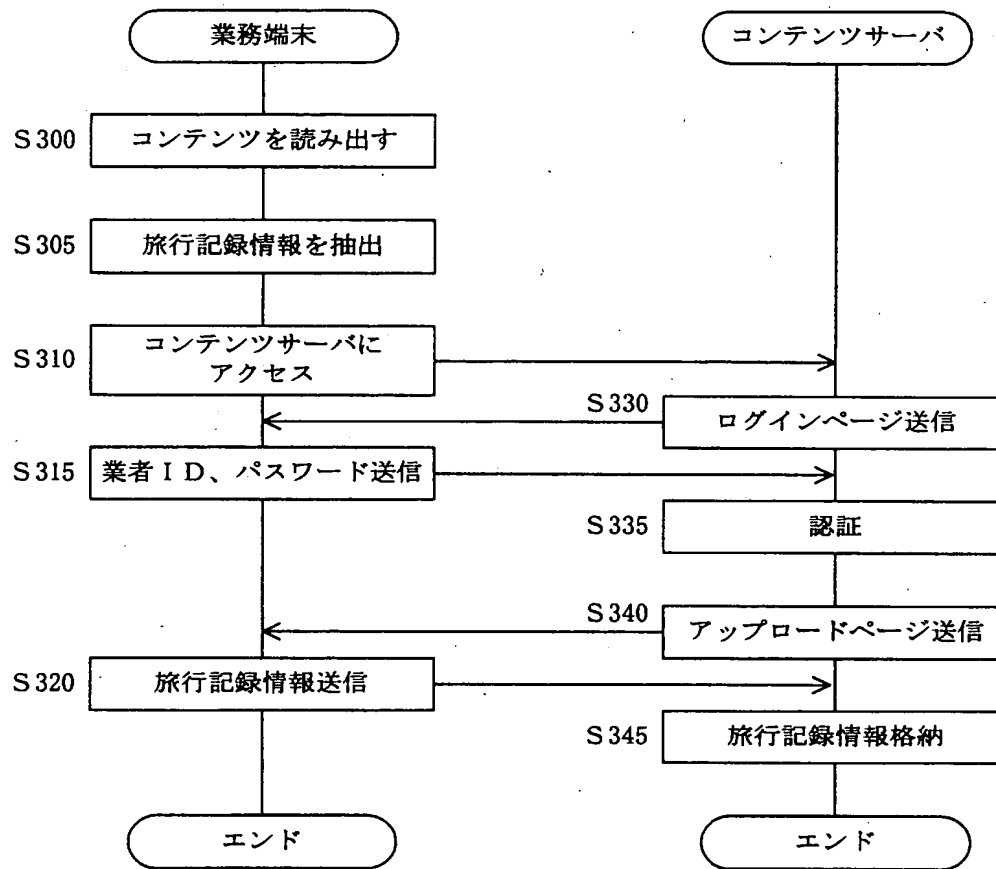 業務端末
コンテンツサーバ
S300
コンテンツを読み出す
S305
旅行記録情報を抽出
S310
コンテンツサーバに
アクセス
S330
ログインページ送信
S315
業者ID、パスワード送信
S335
認証
S340
アップロードページ送信
S320
旅行記録情報送信
S345
旅行記録情報格納
エンド
エンド